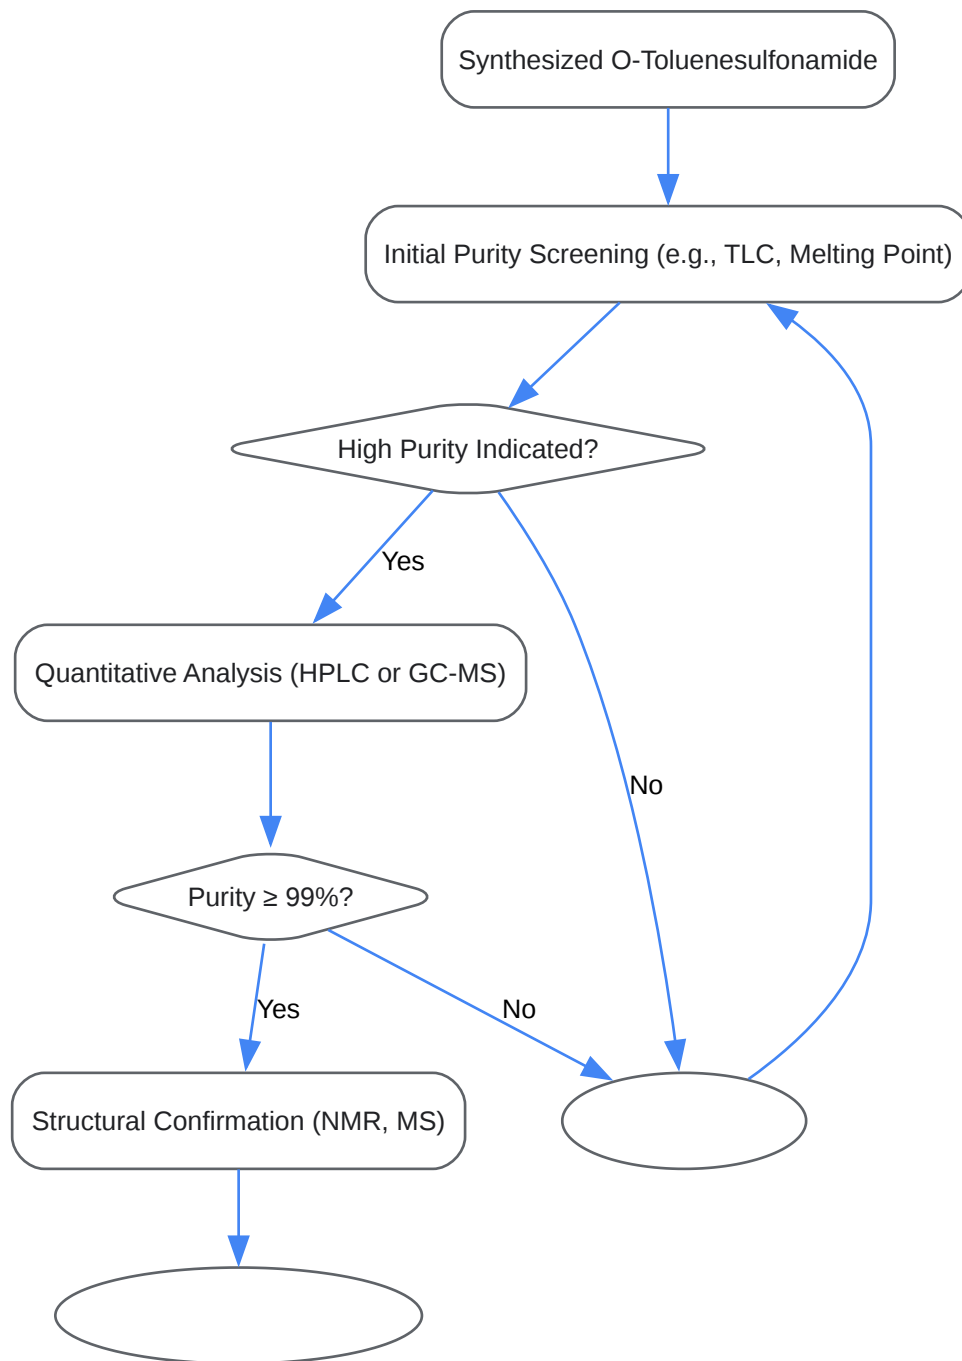 Synthesized O-Toluenesulfonamide
Initial Purity Screening (e.g., TLC, Melting Point)
High Purity Indicated?
Yes
Quantitative Analysis (HPLC or GC-MS)
No
Purity ≥ 99%?
Yes
No
Structural Confirmation (NMR, MS)